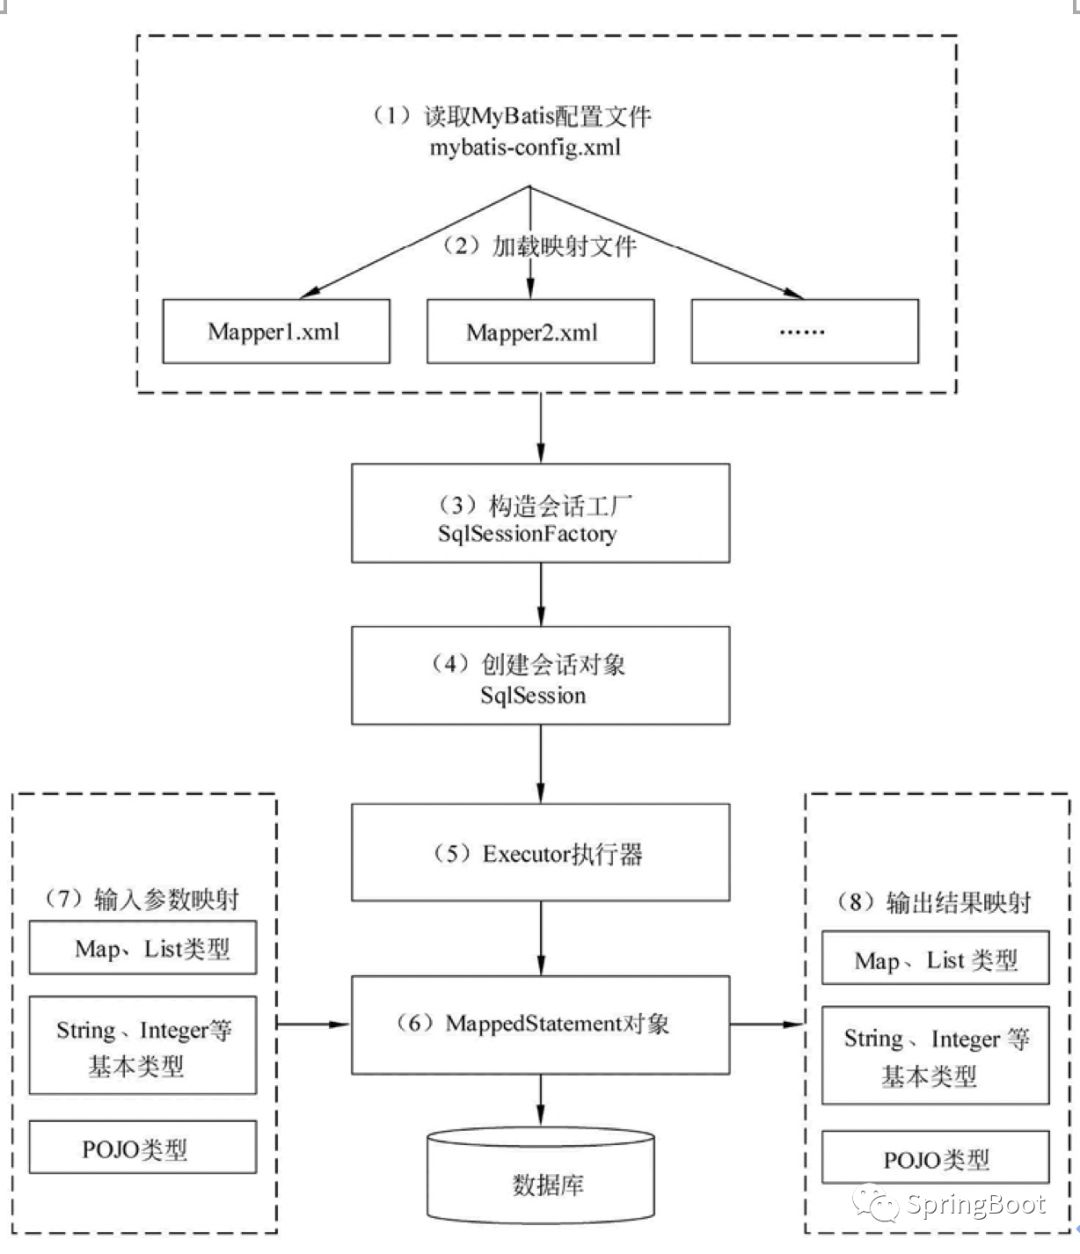 （1）读取MyBatis配置文件
mybatis-config.xml
（2）加载映射文件
Mapper1.xml
Mapper2.xml
……
（3）构造会话工厂
SqlSessionFactory
（4）创建会话对象
SqlSession
（5）Executor执行器
（7）输入参数映射
Map、List类型
String、Integer等
基本类型
POJO类型
（6）MappedStatement对象
（8）输出结果映射
Map、List 类型
String、Integer 等
基本类型
POJO类型
数据库
SpringBoot